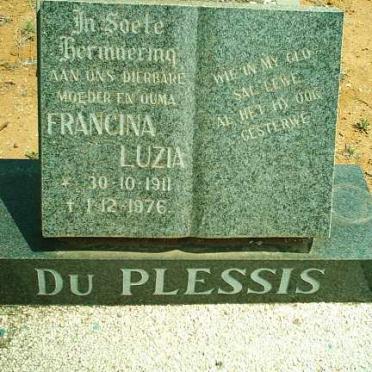 In Soete
Herinnering
AAN ONS DIERBARE
MOEDER EN OUMA
FRANCINA
LUZIA
* 30-10-1911
† 1-12-1976
WIE IN MY GLO
SAL LEWE
AL HET HY OOK
GESTERWE
DU PLESSIS